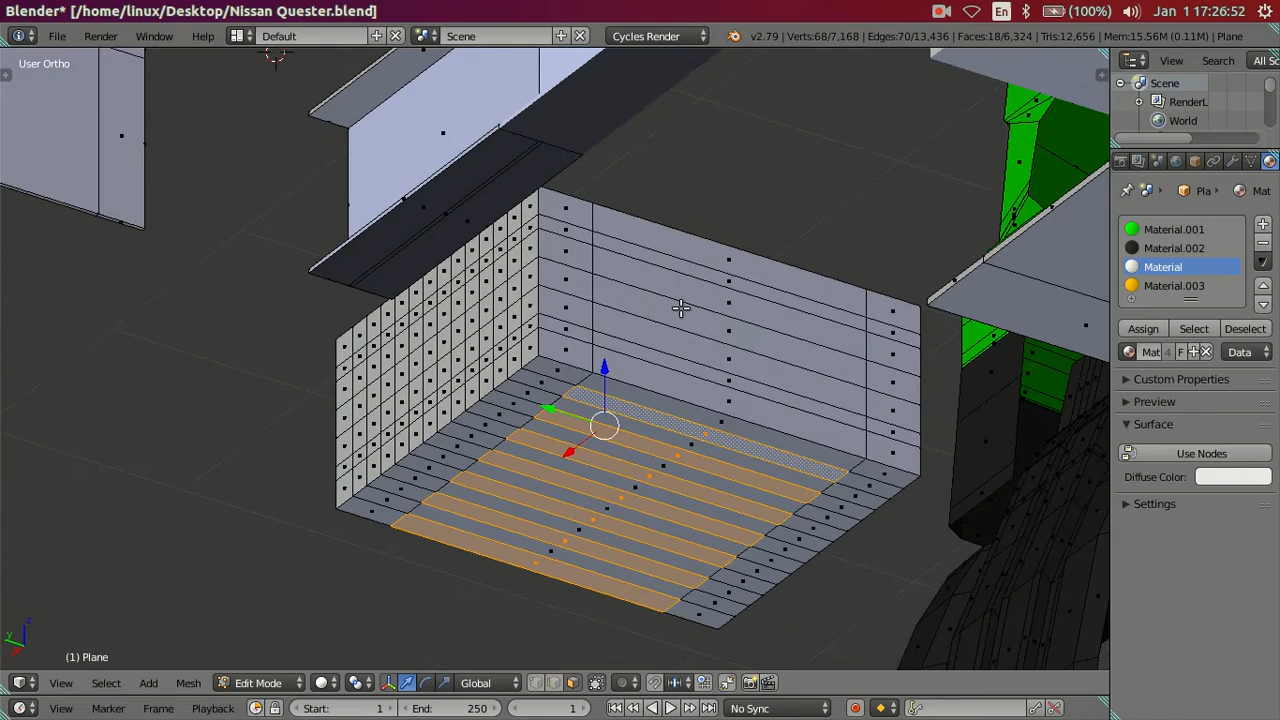 Blender* [/home/linux/Desktop/Nissan Quester.blend]
En
(100%)
Jan 1 17:26:52
File
Render
Window
Help
Default
Scene
Cycles Render
v2.79 | Verts:68/7,168 | Edges:70/13,436 | Faces:18/6,324 | Tris:12,656 | Mem:15.56M (0.11M) | Plane
User Ortho
View
Search
All Sc
Scene
RenderL
World
Pla
Mat
Material.001
Material.002
Material
Material.003
Assign
Select
Deselect
Mat
4
F
Data
Custom Properties
Preview
Surface
Use Nodes
Diffuse Color:
Settings
z
y
x
(1) Plane
View
Select
Add
Mesh
Edit Mode
Global
View
Marker
Frame
Playback
Start:
1
End:
250
1
No Sync